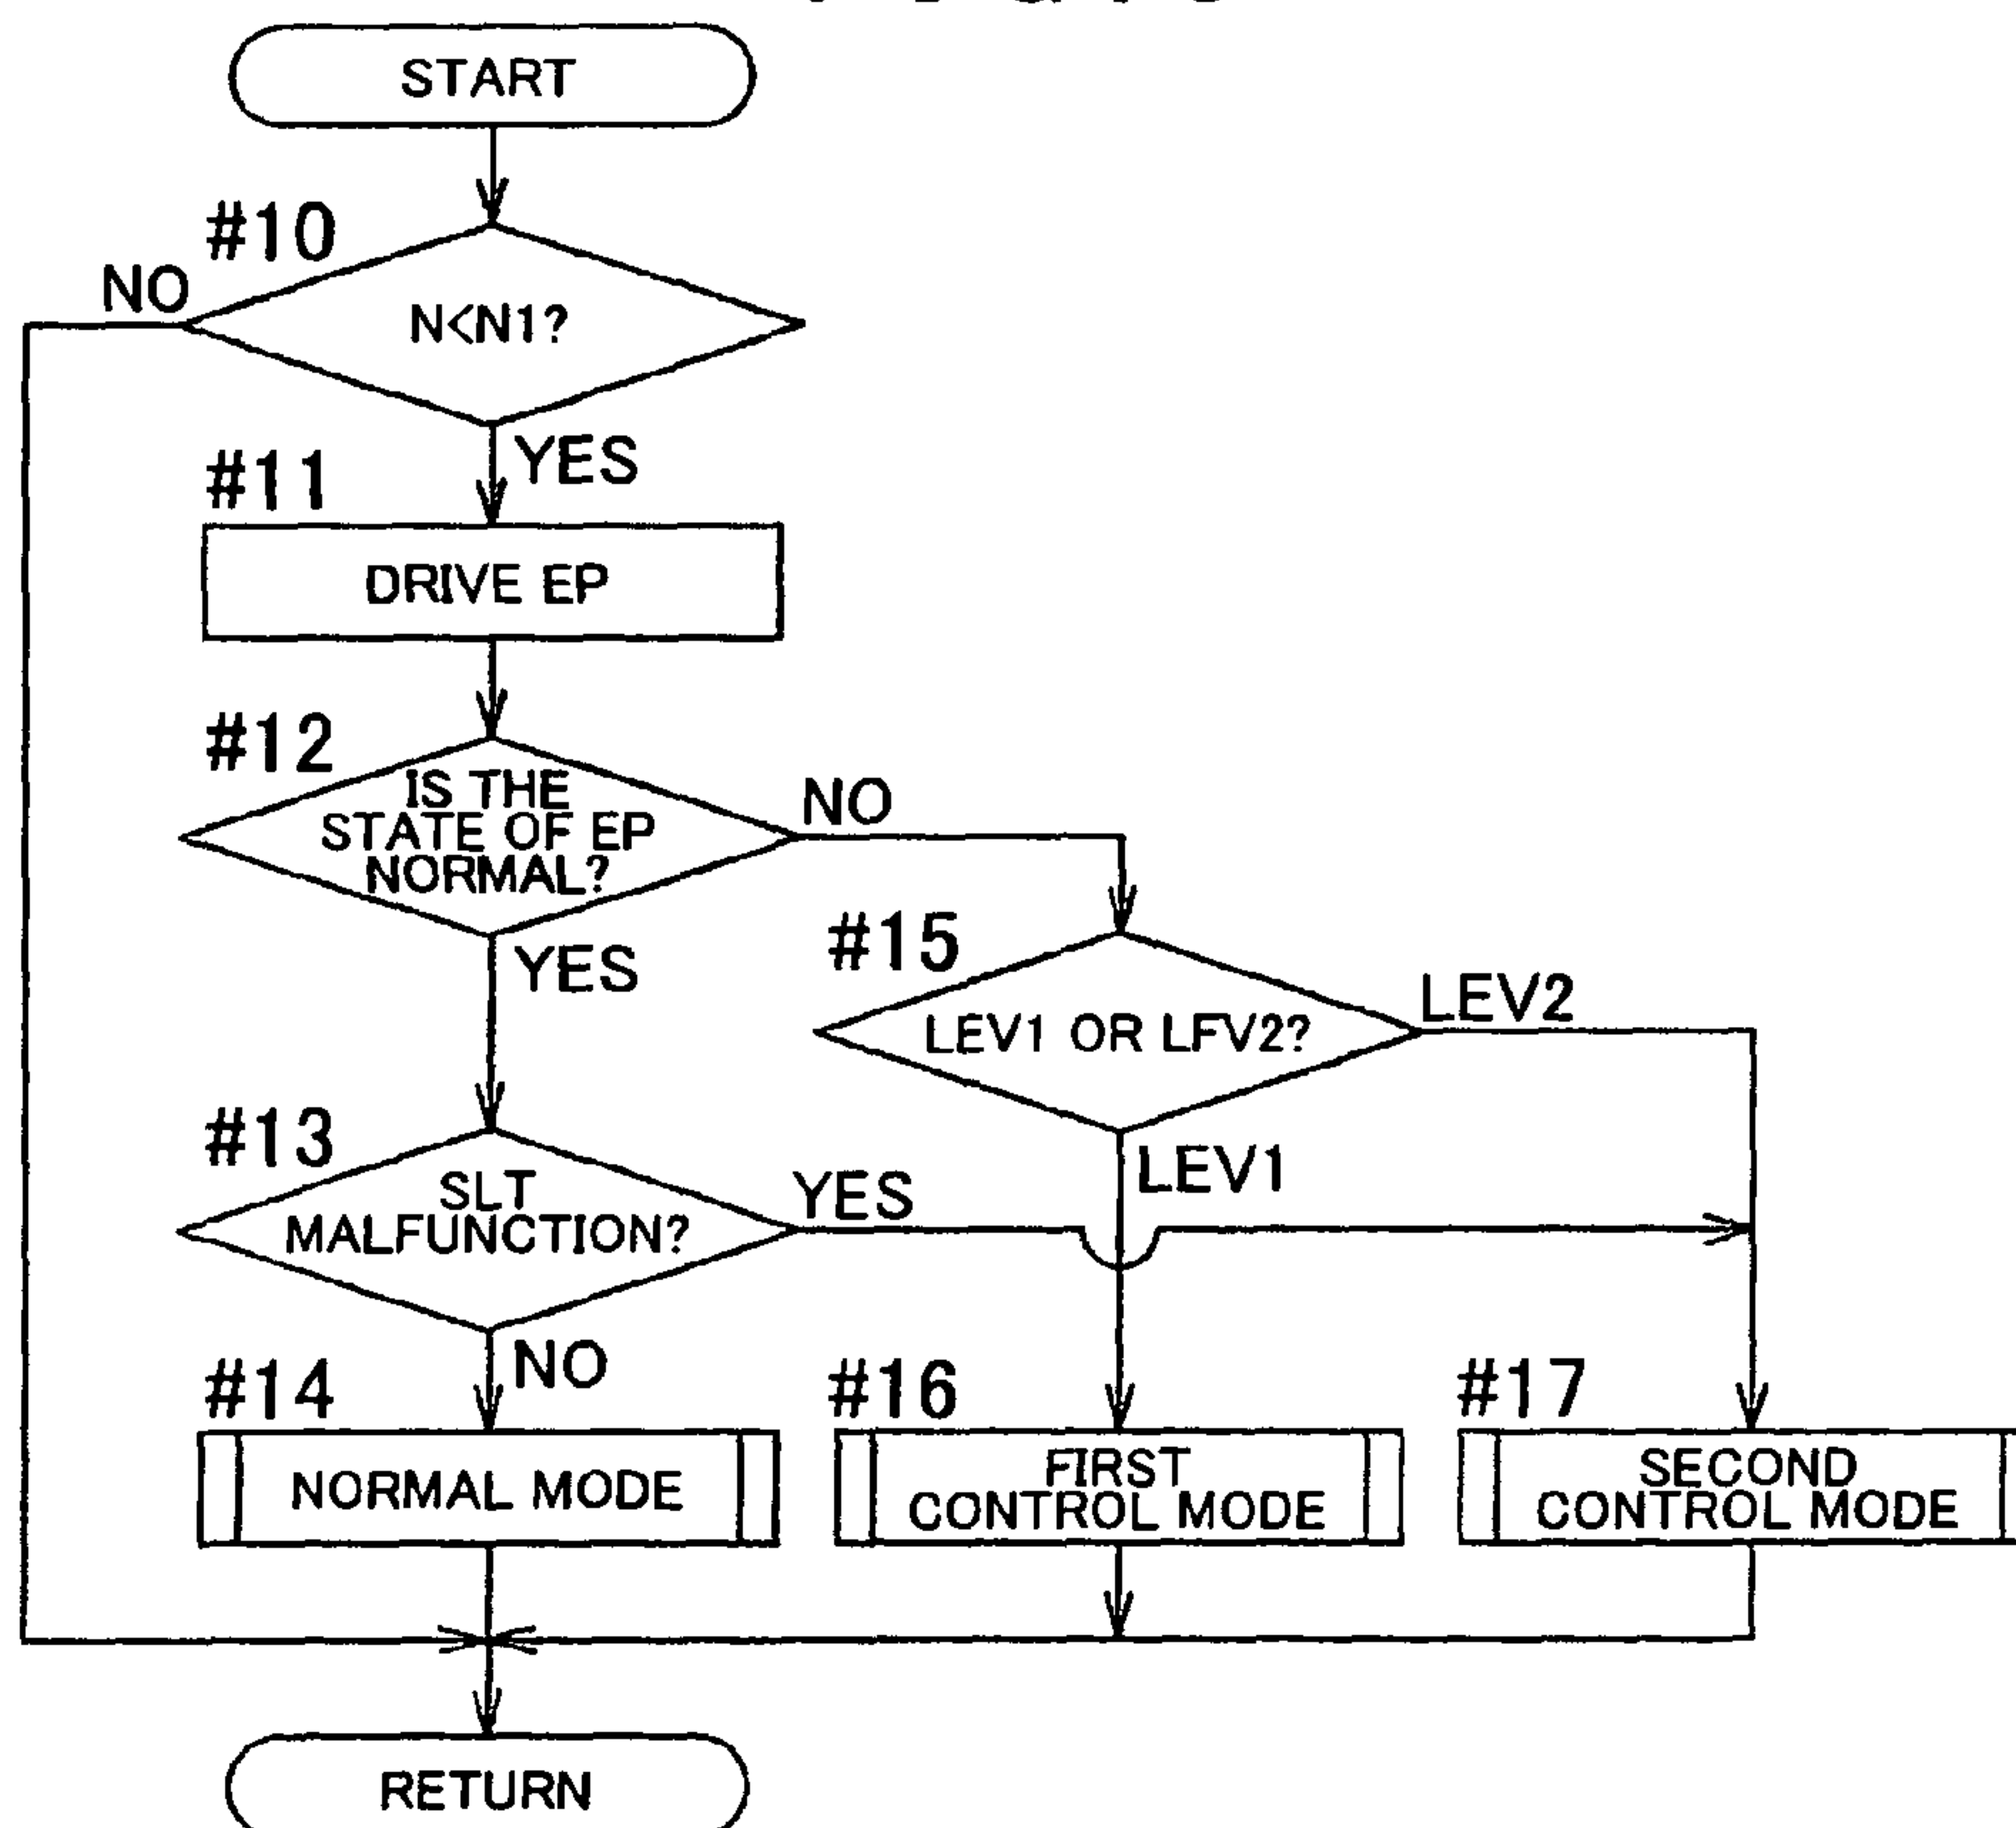 START
#10
NO
N<N1?
YES
#11
DRIVE EP
#12
IS THE
STATE OF EP
NORMAL?
NO
YES
#15
LEV1 OR LFV2?
LEV2
LEV1
#13
SLT
MALFUNCTION?
YES
NO
#14
NORMAL MODE
#16
FIRST
CONTROL MODE
#17
SECOND
CONTROL MODE
RETURN